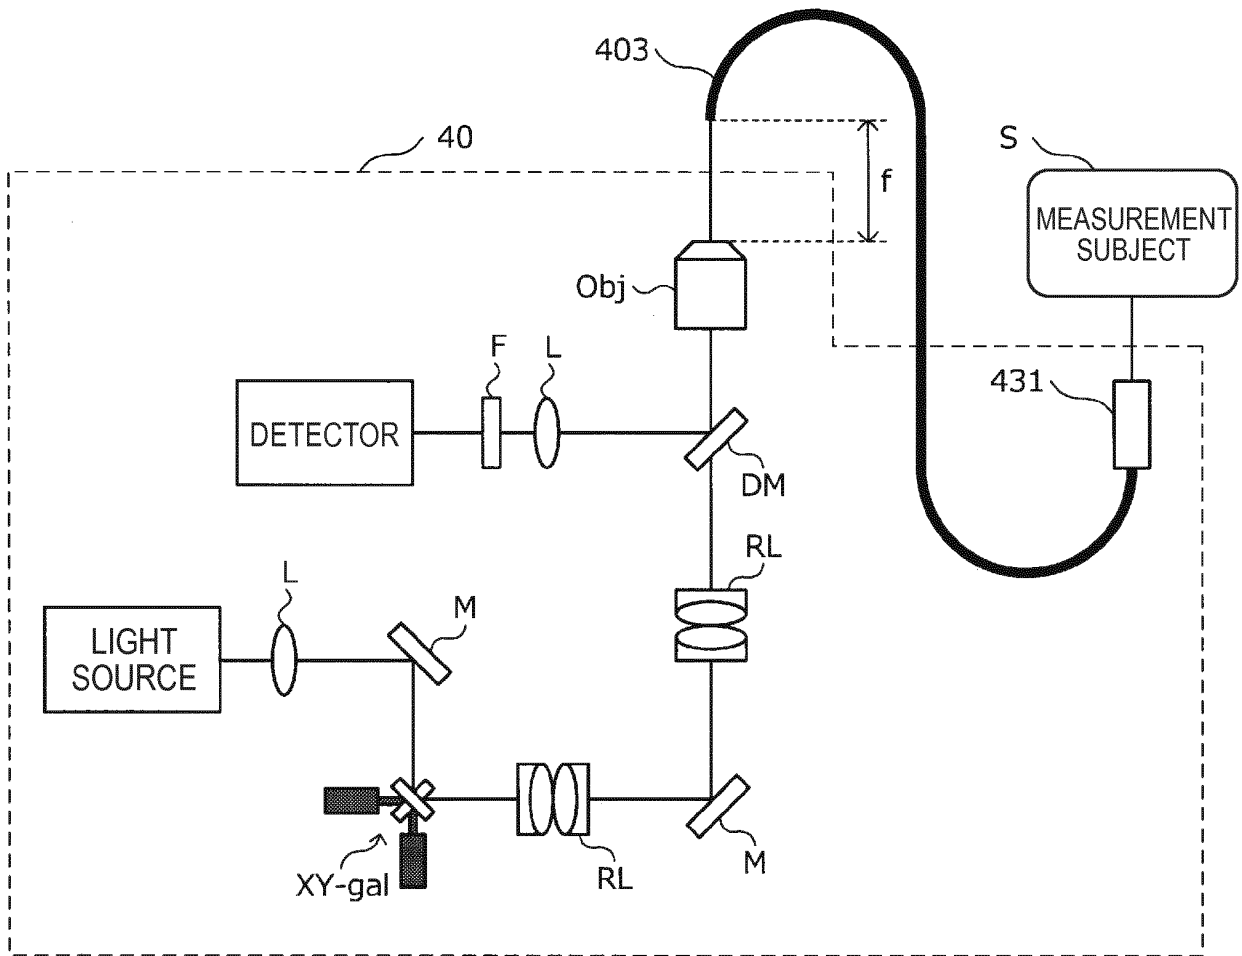 403
40
S
f
MEASUREMENT
SUBJECT
Obj
F
L
431
DETECTOR
DM
RL
L
M
LIGHT
SOURCE
XY-gal
RL
M